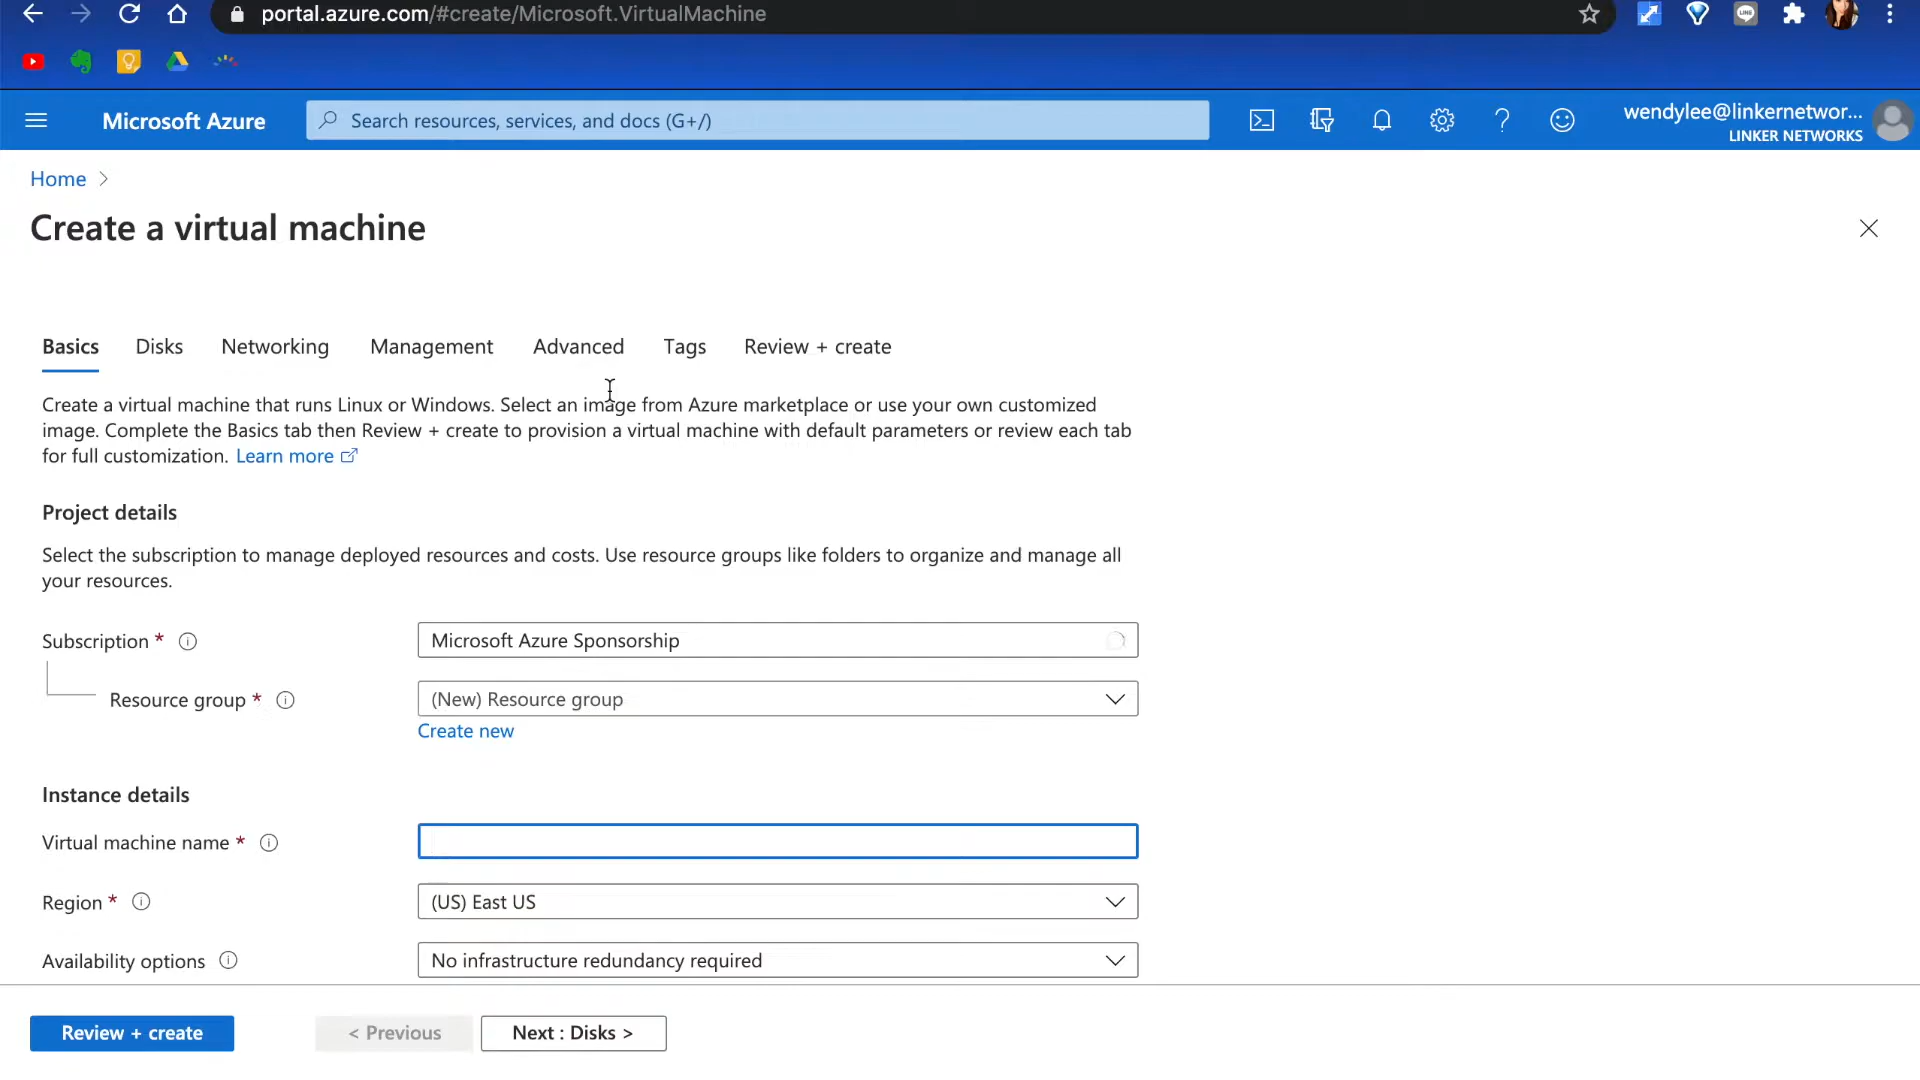 portal.azure.com/#create/Microsoft.VirtualMachine
Microsoft Azure
Search resources, services, and docs (G+/)
wendylee@linkernetwor...
LINKER NETWORKS
Home
Create a virtual machine
Basics Disks Networking Management Advanced Tags Review + create
Create a virtual machine that runs Linux or Windows. Select an image from Azure marketplace or use your own customized
image. Complete the Basics tab then Review + create to provision a virtual machine with default parameters or review each tab
for full customization. Learn more
Project details
Select the subscription to manage deployed resources and costs. Use resource groups like folders to organize and manage all
your resources.
Subscription * Microsoft Azure Sponsorship
Resource group * (New) Resource group
Create new
Instance details
Virtual machine name *
Region * (US) East US
Availability options No infrastructure redundancy required
Review + create < Previous Next : Disks >